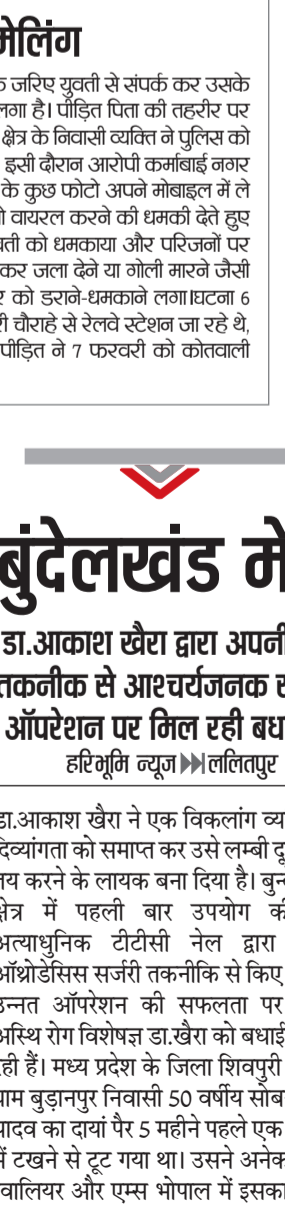 मेलिंग
जरिए युवती से संपर्क कर उसके
लगा है। पीड़ित पिता की तहरीर पर
क्षेत्र के निवासी व्यक्ति ने पुलिस को
इसी दौरान आरोपी कर्माबाई नगर
के कुछ फोटो अपने मोबाइल में ले
वायरल करने की धमकी देते हुए
को धमकाया और परिजनों पर
कर जला देने या गोली मारने जैसी
को डराने-धमकाने लगा।घटना 6
चौराहे से रेलवे स्टेशन जा रहे थे,
पीड़ित ने 7 फरवरी को कोतवाली
बुंदेलखंड मे
डा.आकाश खैरा द्वारा अपनी
तकनीक से आश्चर्यजनक
ऑपरेशन पर मिल रही बध
हरिभूमि न्यूज ललितपुर
डा.आकाश खैरा ने एक विकलांग व्य
दिव्यांगता को समाप्त कर उसे लम्बी दू
तय करने के लायक बना दिया है। बुन
क्षेत्र में पहली बार उपयोग की
अत्याधुनिक टीटीसी नेल द्वारा
ऑथ्रोडेसिस सर्जरी तकनीकि से किए
उन्नत ऑपरेशन की सफलता पर
अस्थि रोग विशेषज्ञ डा.खैरा को बधाई
रही हैं। मध्य प्रदेश के जिला शिवपुरी
ग्राम बुड़ानपुर निवासी 50 वर्षीय सोब
यादव का दायां पैर 5 महीने पहले एक
में टखने से टूट गया था। उसने अनेक
ग्वालियर और एम्स भोपाल में इसका